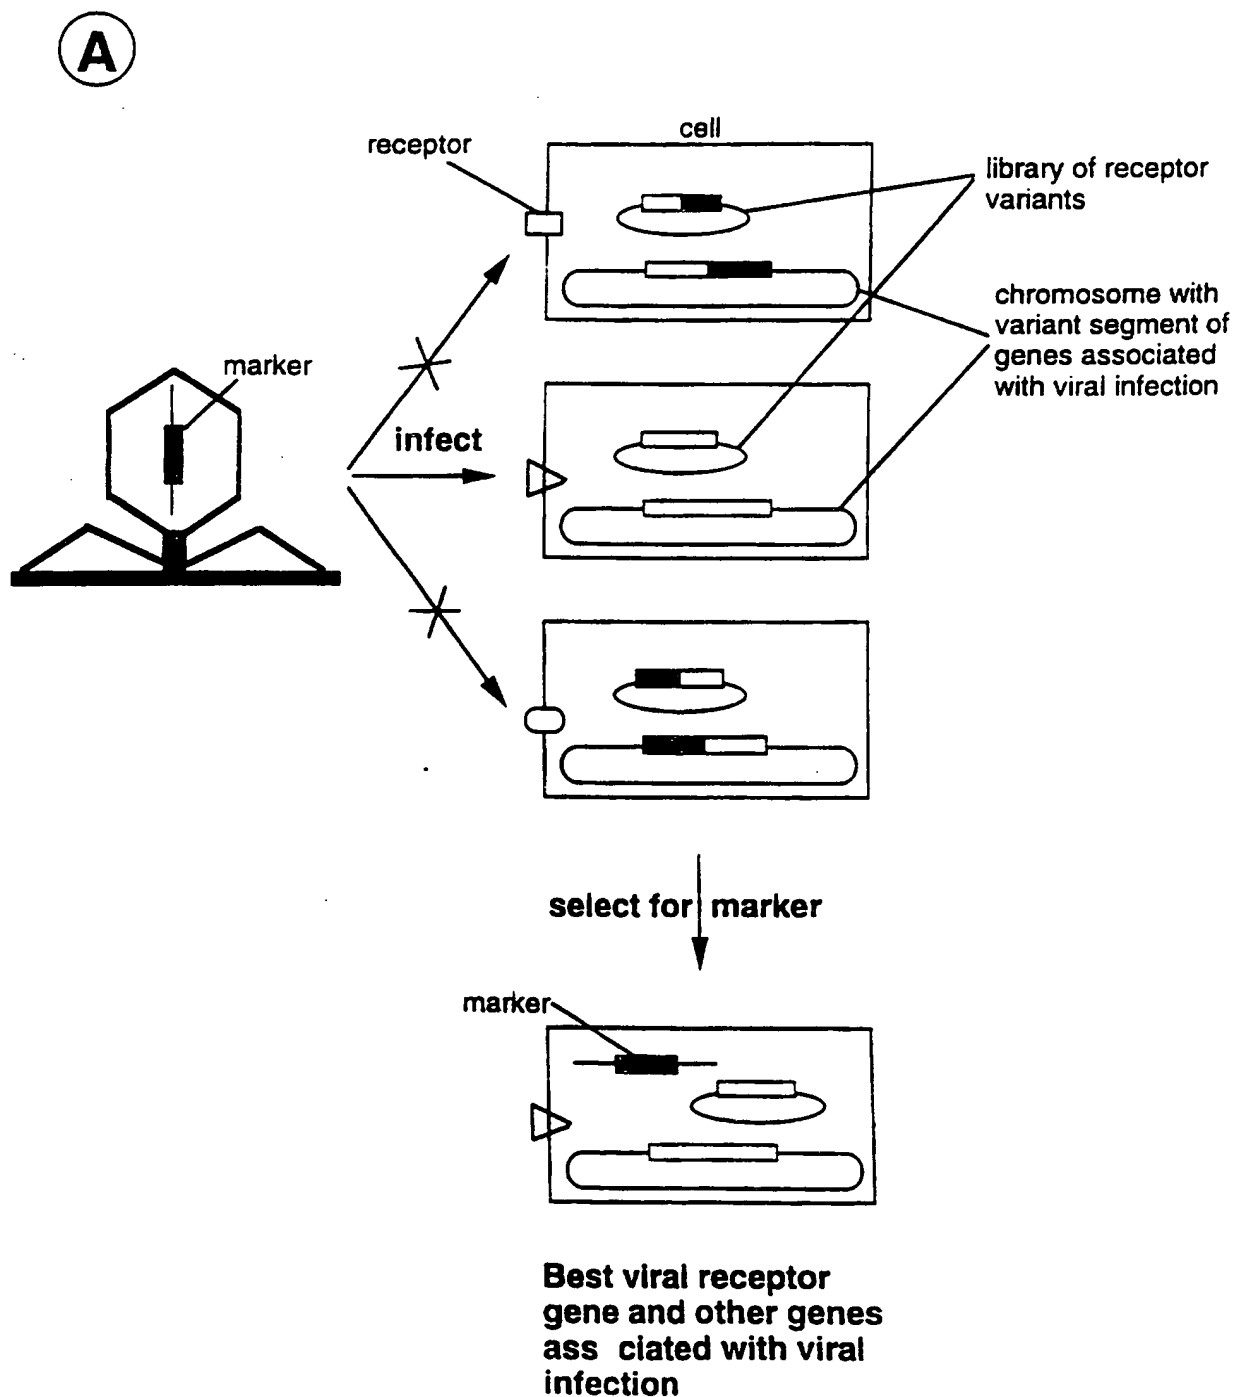 A
cell
receptor
library of receptor
variants
chromosome with
variant segment of
genes associated
with viral infection
marker
infect
select for marker
marker
Best viral receptor
gene and other genes
ass ciated with viral
infection